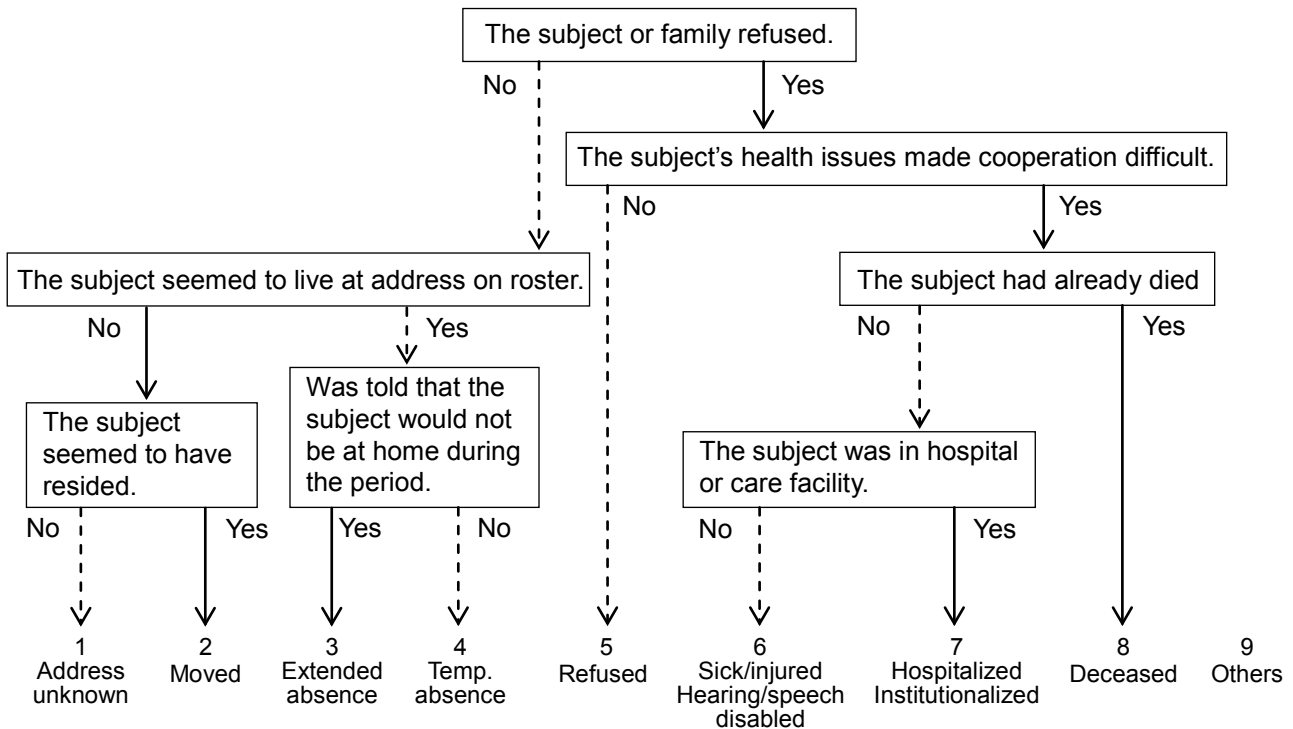 The subject or family refused.
No
Yes
The subject's health issues made cooperation difficult.
No
Yes
The subject seemed to live at address on roster.
The subject had already died
No
Yes
No
Yes
Was told that the
subject would not
be at home during
the period.
The subject
seemed to have
resided.
The subject was in hospital
or care facility.
No
Yes
Yes
No
No
Yes
1
Address
unknown
2
Moved
3
Extended
absence
4
Temp.
absence
5
Refused
6
Sick/injured
Hearing/speech
disabled
7
Hospitalized
Institutionalized
8
Deceased
9
Others